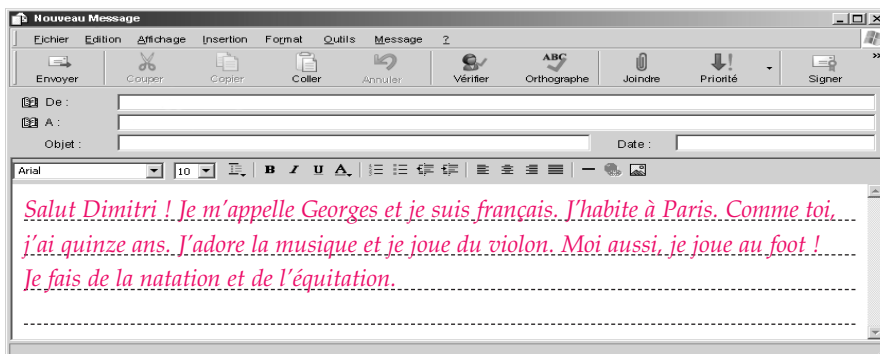 Nouveau Message
Fichier Edition Affichage Insertion Format Outils Message ?
Envoyer Couper Copier Coller Annuler Vérifier Orthographe Joindre Priorité Signer »
ABC
De :
A :
Objet : Date :
Arial 10 B I U A
Salut Dimitri ! Je m'appelle Georges et je suis français. J'habite à Paris. Comme toi,
j'ai quinze ans. J'adore la musique et je joue du violon. Moi aussi, je joue au foot !
Je fais de la natation et de l'équitation.